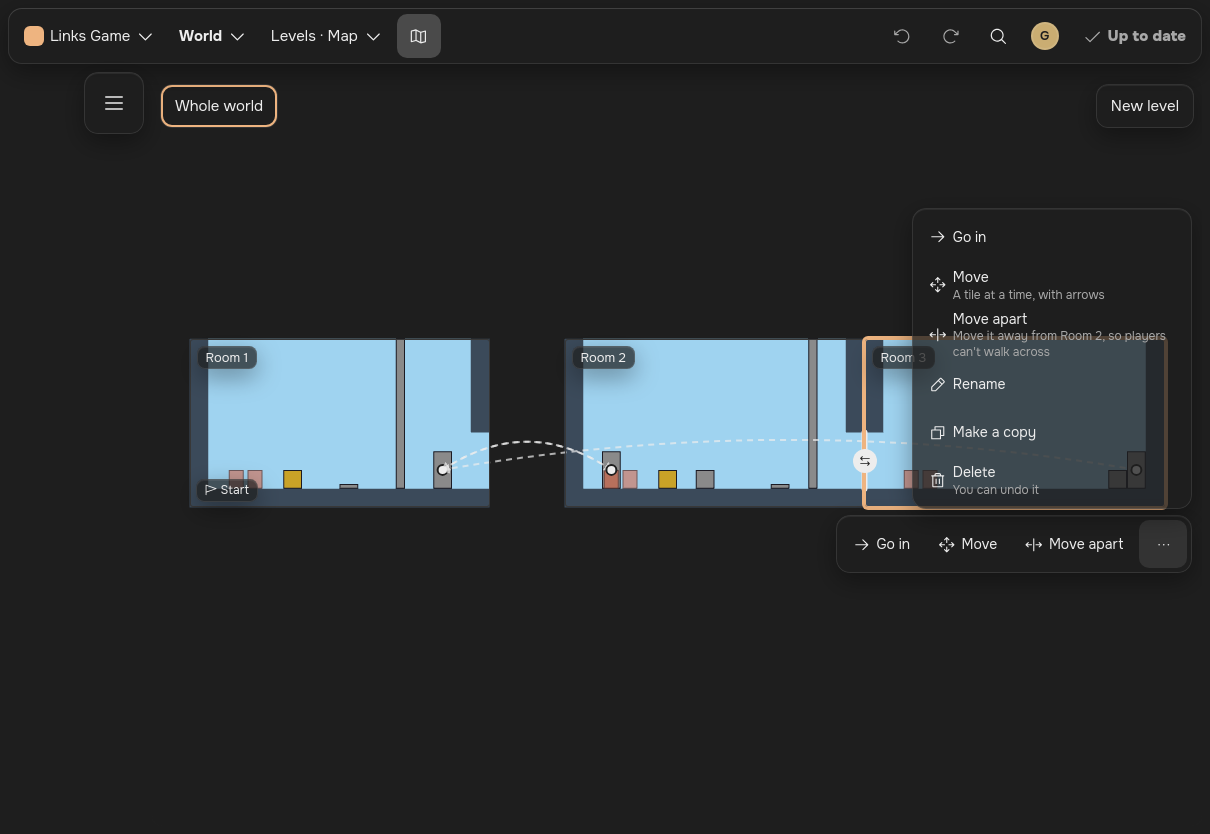 Links Game World Levels · Map G Up to date
Whole world New level
Go in
Move
A tile at a time, with arrows
Move apart
Move it away from Room 2, so players
can't walk across
Room 1 Room 2 Room 3
Rename
Make a copy
Delete
You can undo it
Start
Go in Move Move apart ...